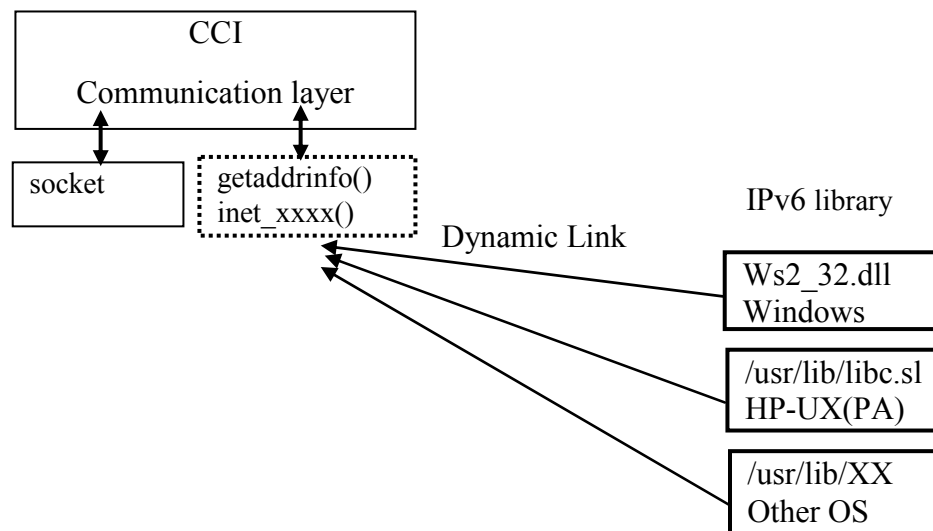 CCI
Communication layer
socket
getaddrinfo()
inet_xxxx()
Dynamic Link
IPv6 library
Ws2_32.dll
Windows
/usr/lib/libc.sl
HP-UX(PA)
/usr/lib/XX
Other OS